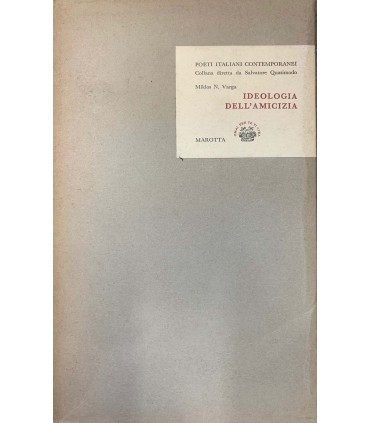 POETI ITALIANI CONTEMPORANEI
Collana diretta da Salvatore Quasimodo
Miklos N. Varga
IDEOLOGIA
DELL'AMICIZIA
MAROTTA